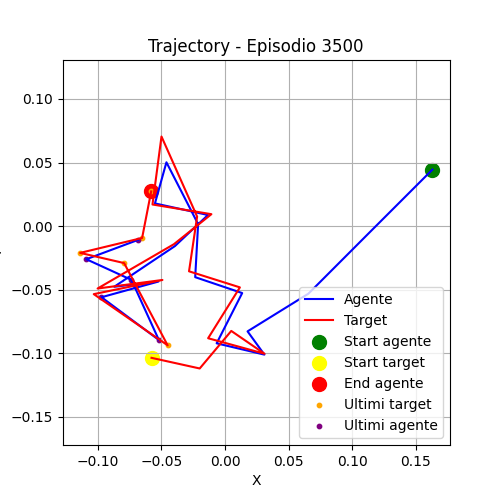 Trajectory - Episodio 3500
0.10
0.05
0.00
−0.05
−0.10
−0.15
Agente
Target
Start agente
Start target
End agente
Ultimi target
Ultimi agente
−0.10 −0.05 0.00 0.05 0.10 0.15
X